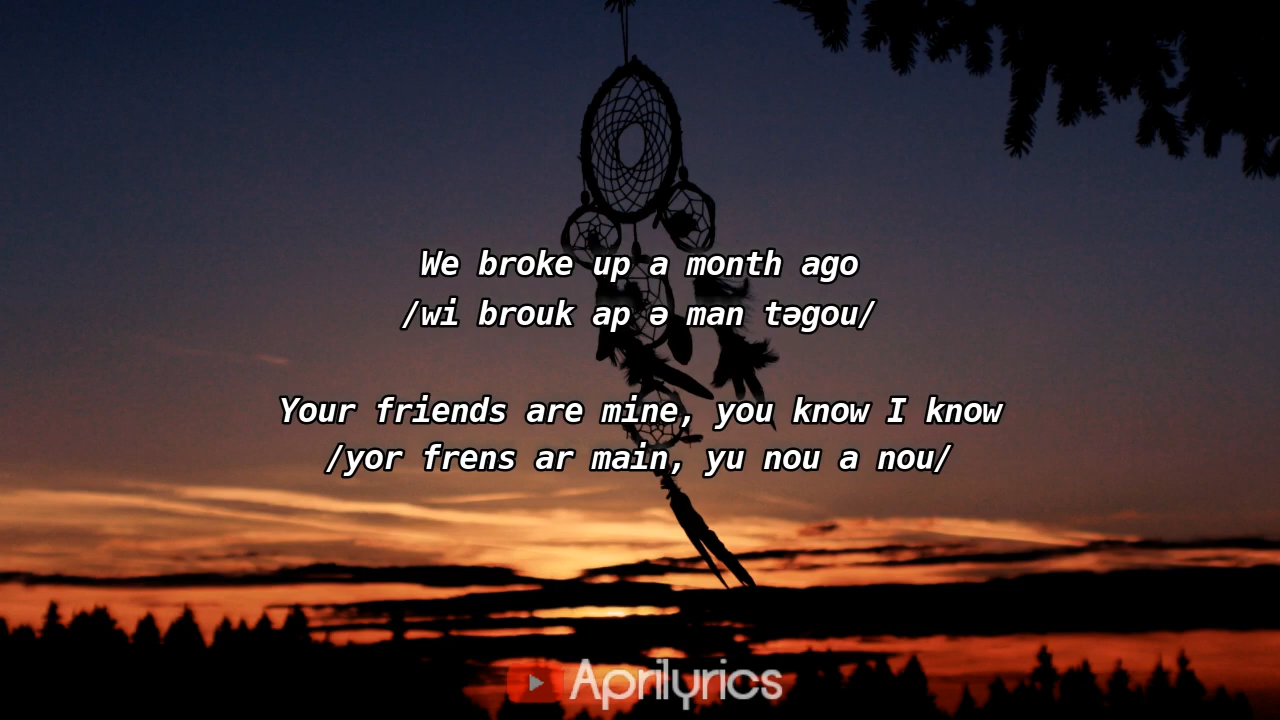 We broke up a month ago
/wi brouk ap ə man təgou/
Your friends are mine, you know I know
/yor frens ar main, yu nou a nou/
Aprilyrics